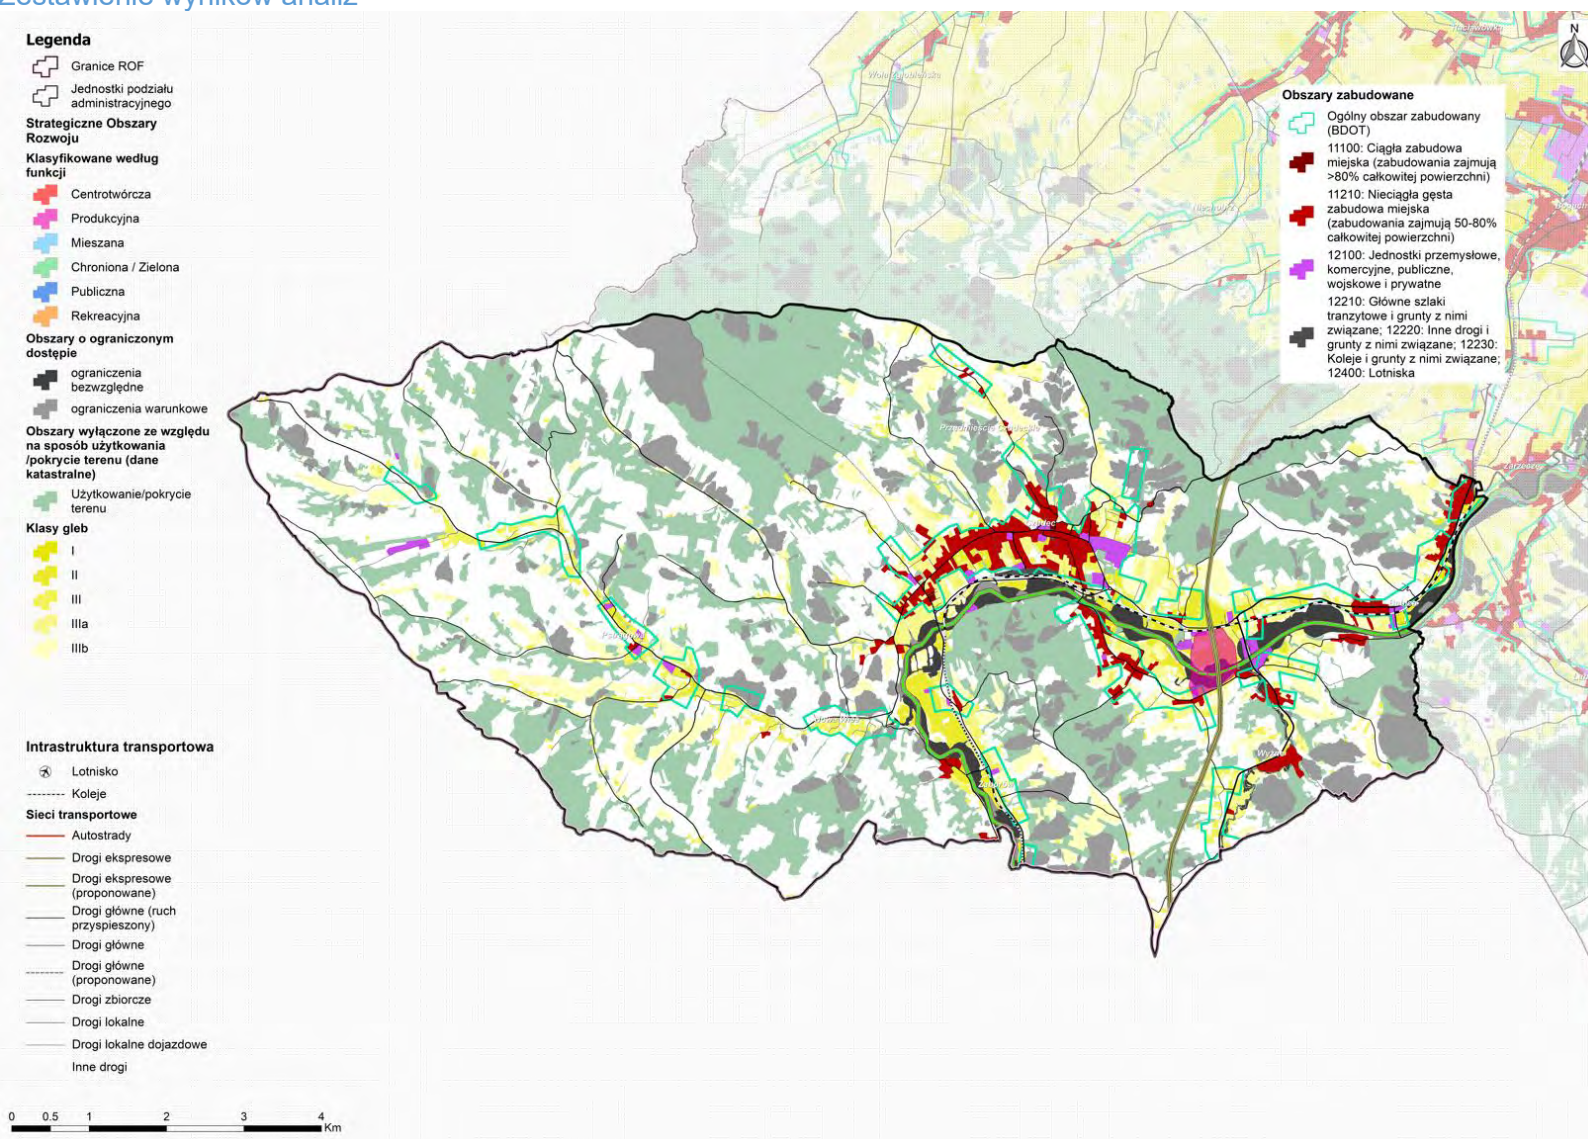 Zestawienie wyników analiz
Legenda
Granice ROF
Jednostki podziału
administracyjnego
Strategiczne Obszary
Rozwoju
Klasyfikowane według
funkcji
Centrotwórcza
Produkcyjna
Mieszana
Chroniona / Zielona
Publiczna
Rekreacyjna
Obszary o ograniczonym
dostępie
ograniczenia
bezwzględne
ograniczenia warunkowe
Obszary wyłączone ze względu
na sposób użytkowania
/pokrycie terenu (dane
katastralne)
Użytkowanie/pokrycie
terenu
Klasy gleb
I
II
III
IIIa
IIIb
Intrastruktura transportowa
Lotnisko
Koleje
Sieci transportowe
Autostrady
Drogi ekspresowe
Drogi ekspresowe
(proponowane)
Drogi główne (ruch
przyspieszony)
Drogi główne
Drogi główne
(proponowane)
Drogi zbiorcze
Drogi lokalne
Drogi lokalne dojazdowe
Inne drogi
0 0.5 1 2 3 4
Km
N
Obszary zabudowane
Ogólny obszar zabudowany
(BDOT)
11100: Ciągła zabudowa
miejska (zabudowania zajmują
>80% całkowitej powierzchni)
11210: Nieciągła gęsta
zabudowa miejska
(zabudowania zajmują 50-80%
całkowitej powierzchni)
12100: Jednostki przemysłowe,
komercyjne, publiczne,
wojskowe i prywatne
12210: Główne szlaki
tranzytowe i grunty z nimi
związane; 12220: Inne drogi i
grunty z nimi związane; 12230:
Koleje i grunty z nimi związane;
12400: Lotniska
Zarzecze